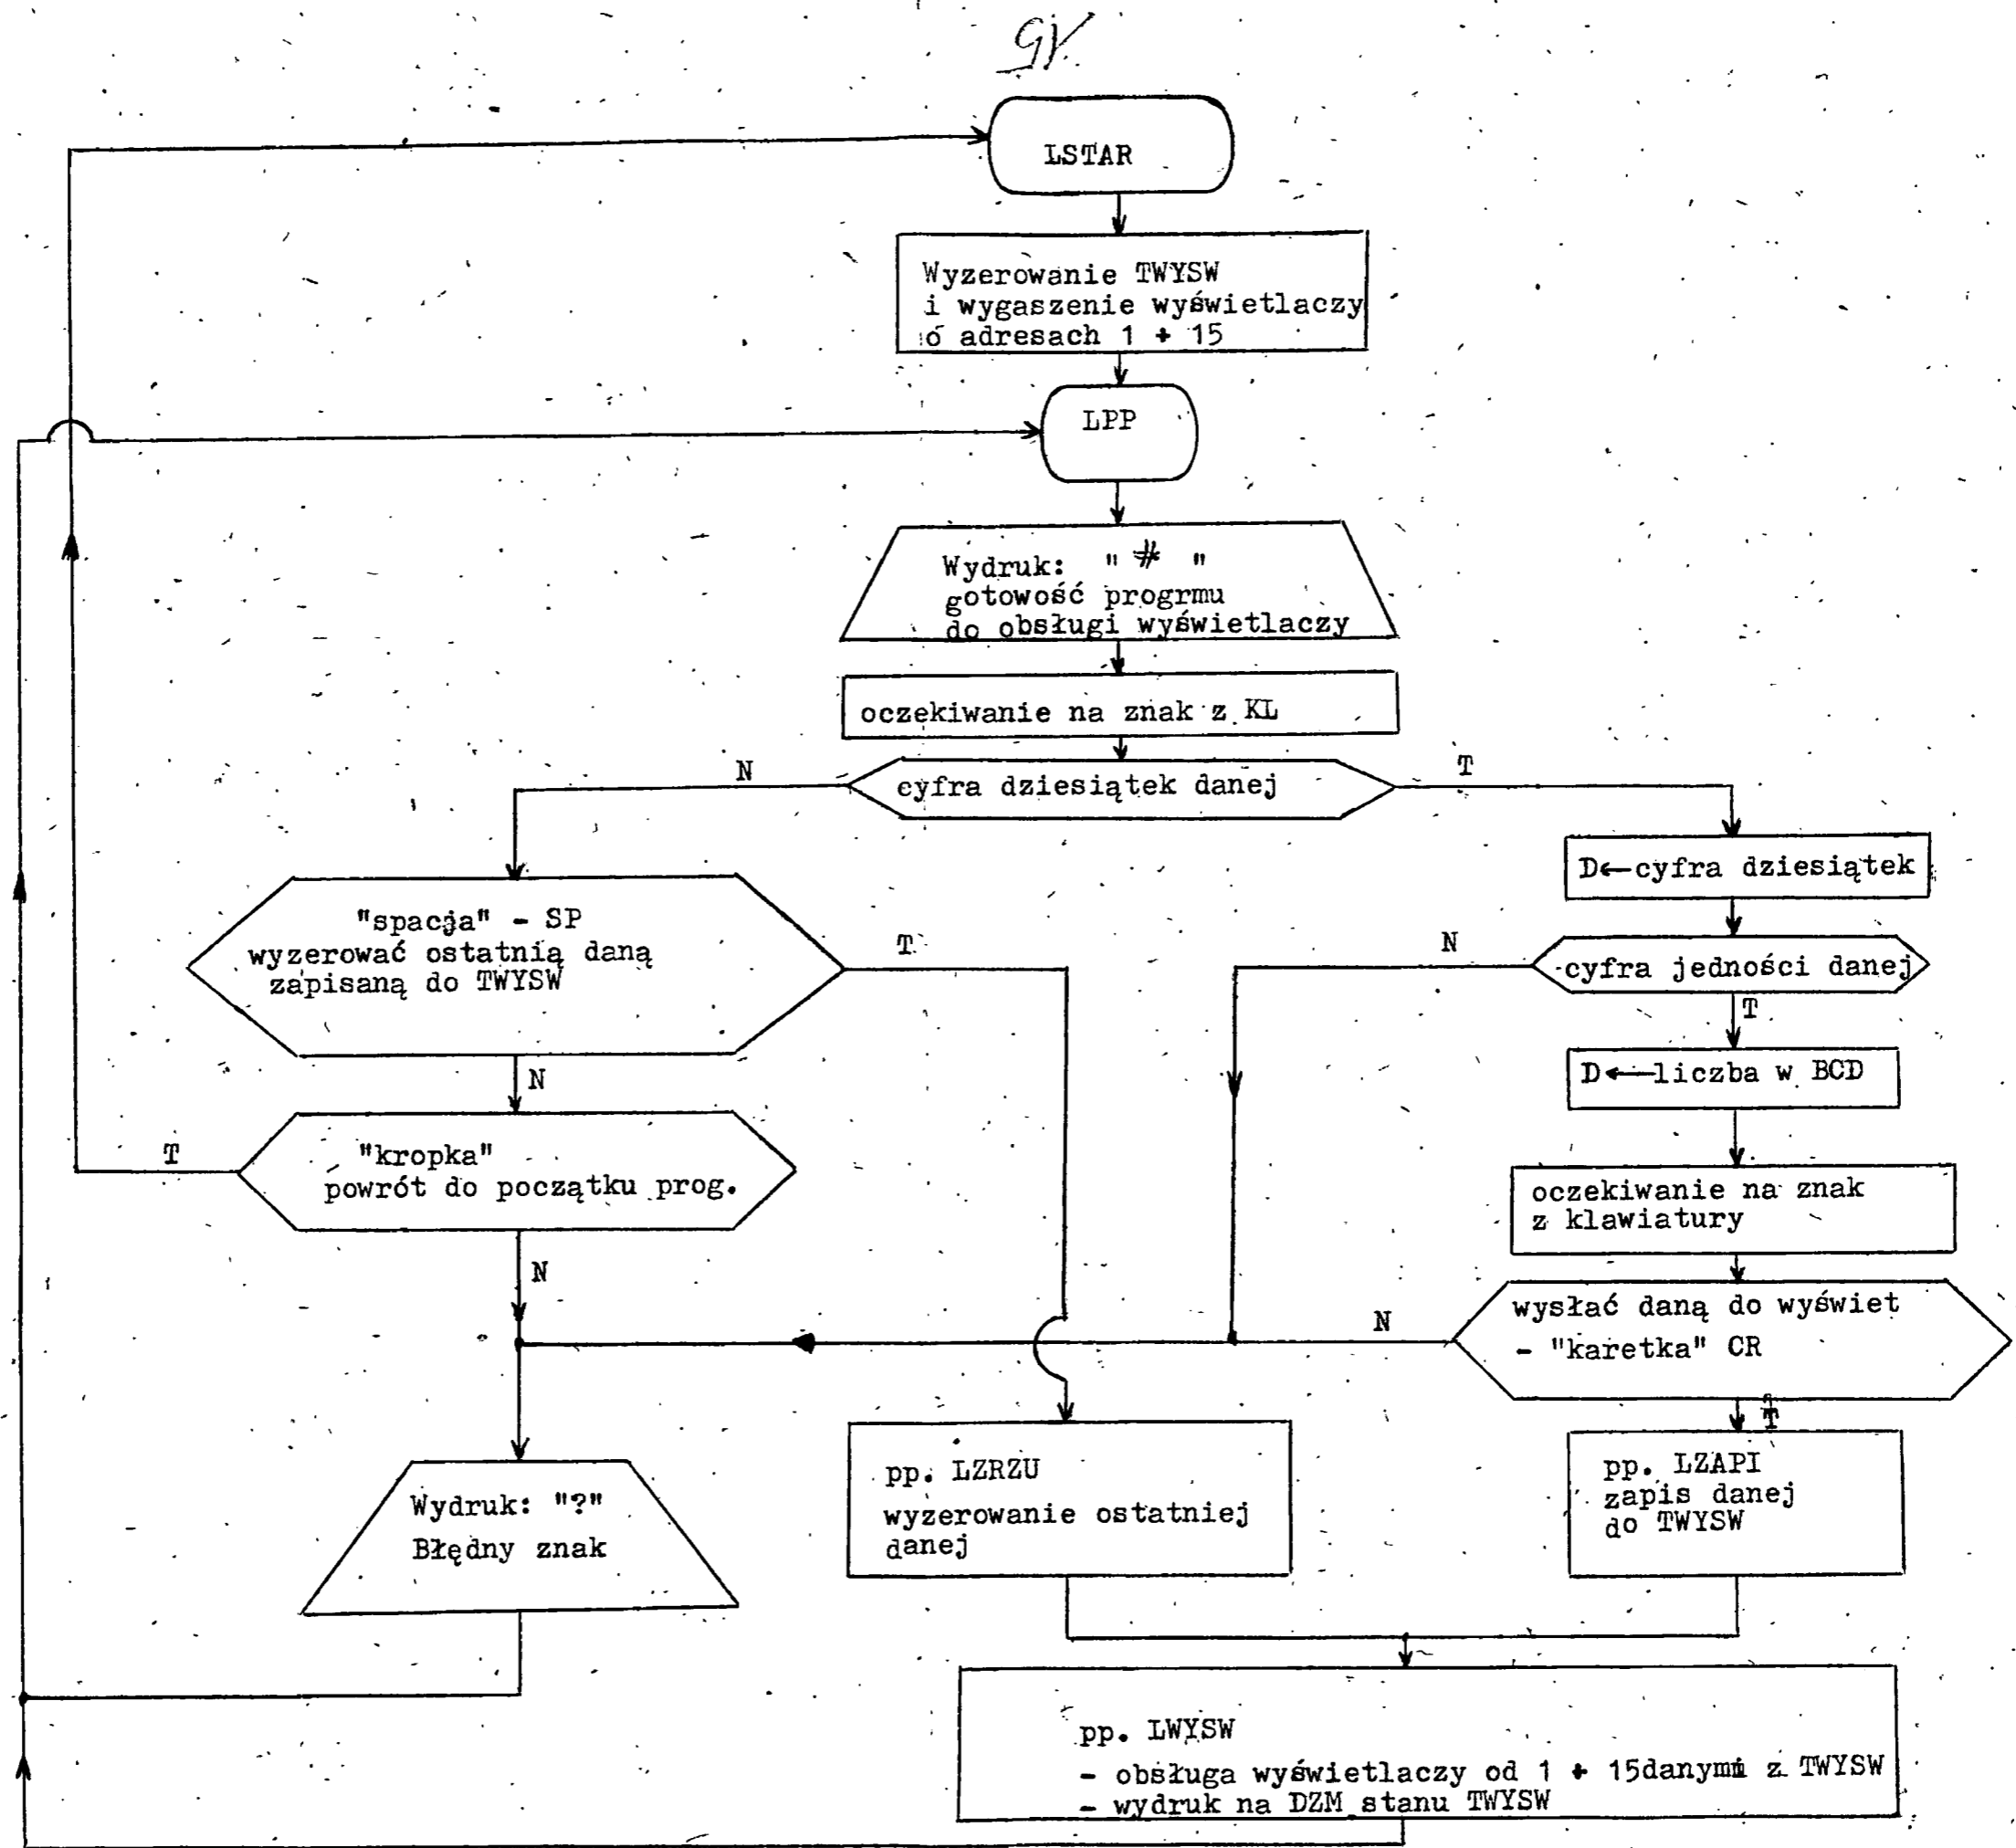 LSTAR
Wyzerowanie TWYSW
i wygaszenie wyświetlaczy
o adresach 1 + 15
LPP
Wydruk: " # "
gotowość progrmu
do obsługi wyświetlaczy
oczekiwanie na znak z KL
N
cyfra dziesiątek danej
T
D←cyfra dziesiątek
"spacja" - SP
wyzerować ostatnią daną
zapisaną do TWYSW
T
N
cyfra jedności danej
T
D←liczba w BCD
N
T
"kropka"
powrót do początku prog.
oczekiwanie na znak
z klawiatury
N
N
wysłać daną do wyświet
- "karetka" CR
T
Wydruk: "?"
Błędny znak
pp. LZRZU
wyzerowanie ostatniej
danej
pp. LZAPI
zapis danej
do TWYSW
pp. LWYSW
- obsługa wyświetlaczy od 1 + 15danymi z TWYSW
- wydruk na DZM stanu TWYSW